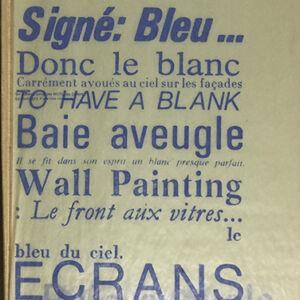 Signé: Bleu ...
Donc le blanc
Carrément avoués au ciel sur les façades
TO HAVE A BLANK
Baie aveugle
Il se fit dans son esprit un blanc presque parfait.
Wall Painting
: Le front aux vitres...
le
bleu du ciel.
ECRANS